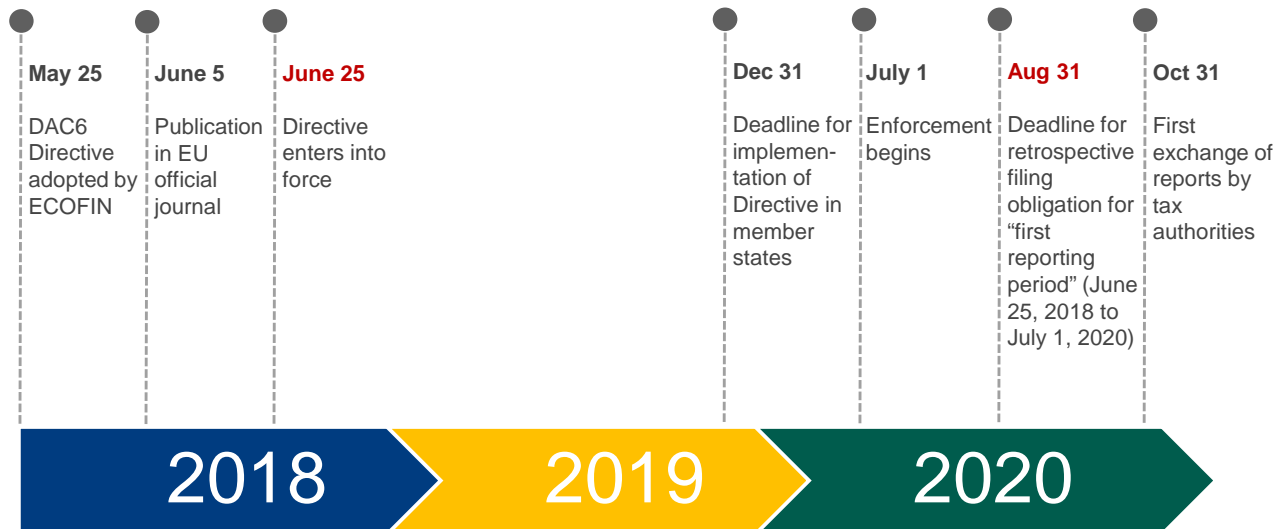 May 25
DAC6
Directive
adopted by
ECOFIN
June 5
Publication
in EU
official
journal
June 25
Directive
enters into
force
Dec 31
Deadline for
implemen-
tation of
Directive in
member
states
July 1
Enforcement
begins
Aug 31
Deadline for
retrospective
filing
obligation for
“first
reporting
period” (June
25, 2018 to
July 1, 2020)
Oct 31
First
exchange of
reports by
tax
authorities
2018
2019
2020